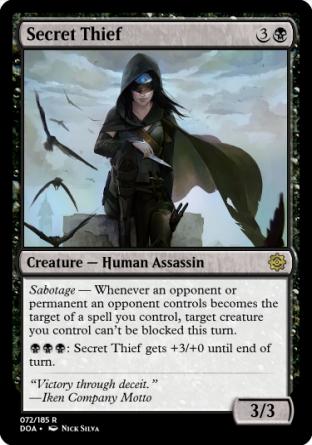 Secret Thief 3
Creature — Human Assassin
Sabotage — Whenever an opponent or
permanent an opponent controls becomes the
target of a spell you control, target creature
you control can't be blocked this turn.
: Secret Thief gets +3/+0 until end of
turn.
“Victory through deceit.”
—Iken Company Motto
072/185 R
DOA • Nick Silva
3/3